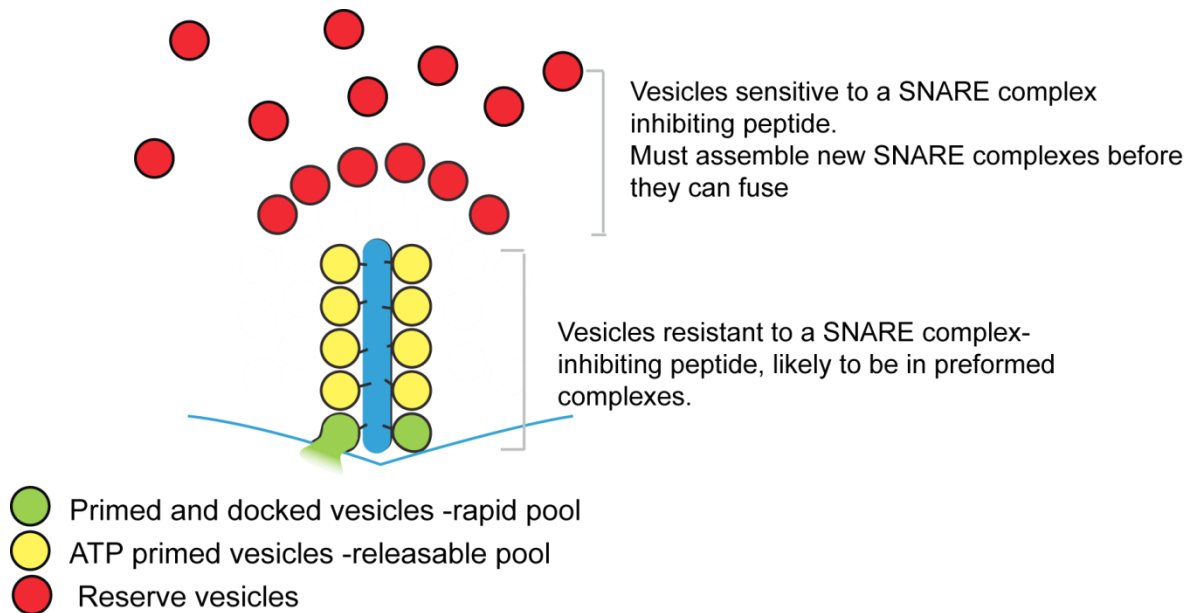 Vesicles sensitive to a SNARE complex
inhibiting peptide.
Must assemble new SNARE complexes before
they can fuse
Vesicles resistant to a SNARE complex-
inhibiting peptide, likely to be in preformed
complexes.
Primed and docked vesicles -rapid pool
ATP primed vesicles -releasable pool
Reserve vesicles